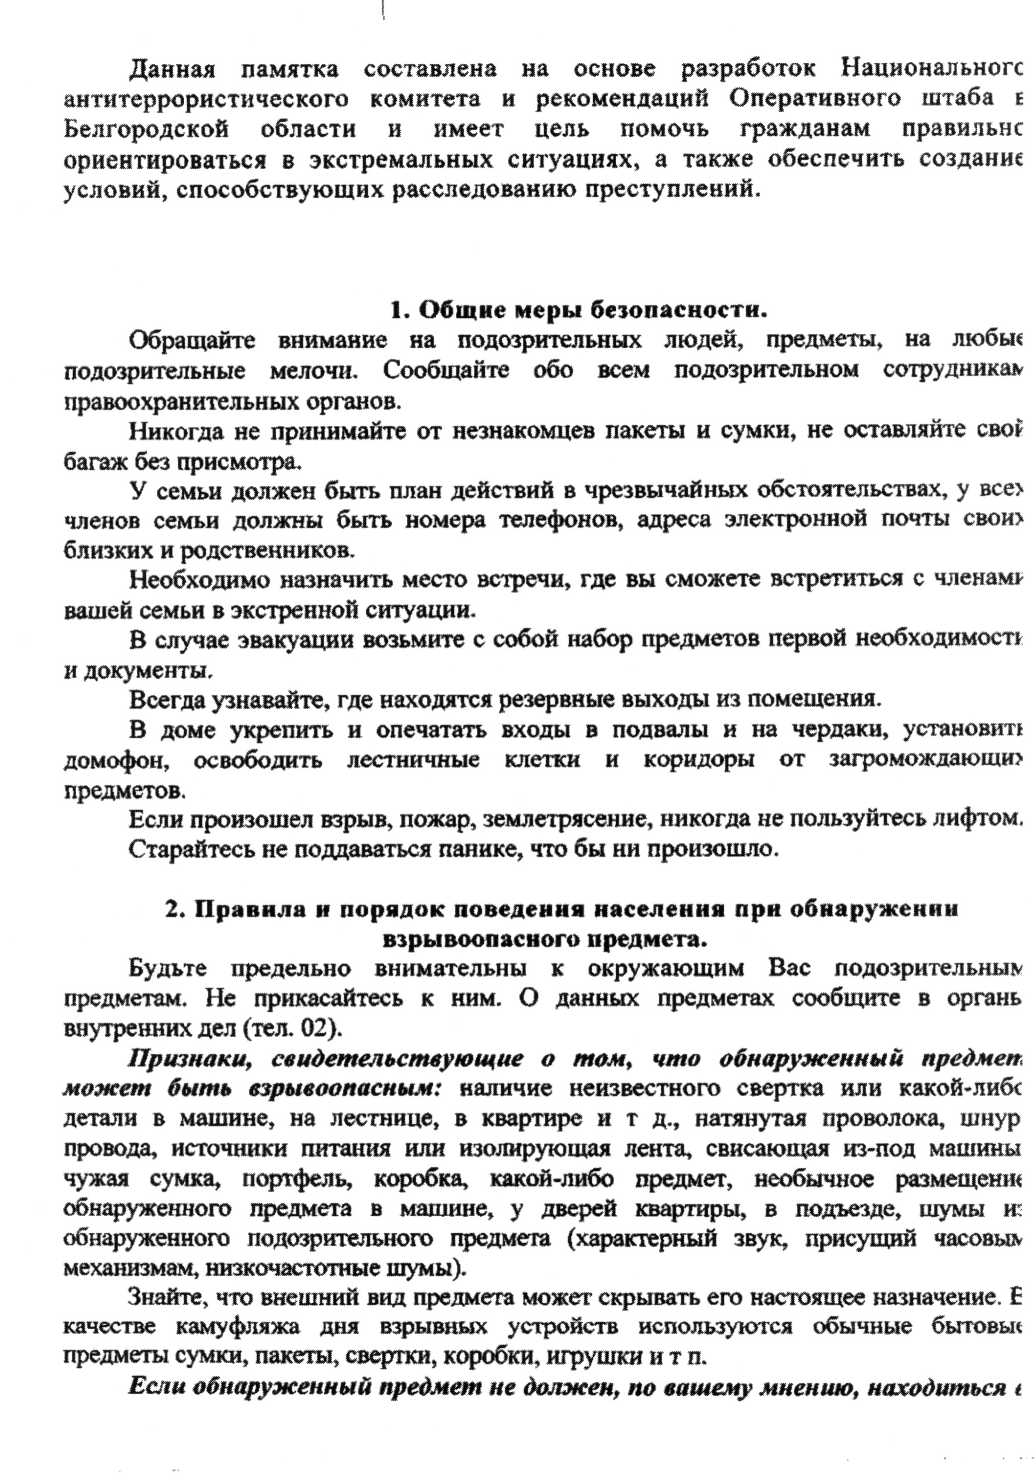 Данная памятка составлена на основе разработок Национальногс
антитеррористического комитета и рекомендаций Оперативного штаба в
Белгородской области и имеет цель помочь гражданам правильнс
ориентироваться в экстремальных ситуациях, а также обеспечить создание
условий, способствующих расследованию преступлений.
1. Общие меры безопасности.
Обращайте внимание на подозрительных людей, предметы, на любые
подозрительные мелочи. Сообщайте обо всем подозрительном сотрудникам
правоохранительных органов.
Никогда не принимайте от незнакомцев пакеты и сумки, не оставляйте свой
багаж без присмотра.
У семьи должен быть план действий в чрезвычайных обстоятельствах, у всех
членов семьи должны быть номера телефонов, адреса электронной почты своих
близких и родственников.
Необходимо назначить место встречи, где вы сможете встретиться с членами
вашей семьи в экстренной ситуации.
В случае эвакуации возьмите с собой набор предметов первой необходимости
и документы.
Всегда узнавайте, где находятся резервные выходы из помещения.
В доме укрепить и опечатать входы в подвалы и на чердаки, установить
домофон, освободить лестничные клетки и коридоры от загромождающих
предметов.
Если произошел взрыв, пожар, землетрясение, никогда не пользуйтесь лифтом.
Старайтесь не поддаваться панике, что бы ни произошло.
2. Правила и порядок поведения населения при обнаружении
взрывоопасного предмета.
Будьте предельно внимательны к окружающим Вас подозрительным
предметам. Не прикасайтесь к ним. О данных предметах сообщите в органы
внутренних дел (тел. 02).
Признаки, свидетельствующие о том, что обнаруженный предмет
может быть взрывоопасным: наличие неизвестного свертка или какой-либо
детали в машине, на лестнице, в квартире и т д., натянутая проволока, шнур
провода, источники питания или изолирующая лента, свисающая из-под машины
чужая сумка, портфель, коробка, какой-либо предмет, необычное размещение
обнаруженного предмета в машине, у дверей квартиры, в подъезде, шумы из
обнаруженного подозрительного предмета (характерный звук, присущий часовым
механизмам, низкочастотные шумы).
Знайте, что внешний вид предмета может скрывать его настоящее назначение. В
качестве камуфляжа дня взрывных устройств используются обычные бытовые
предметы сумки, пакеты, свертки, коробки, игрушки и т п.
Если обнаруженный предмет не должен, по вашему мнению, находиться в